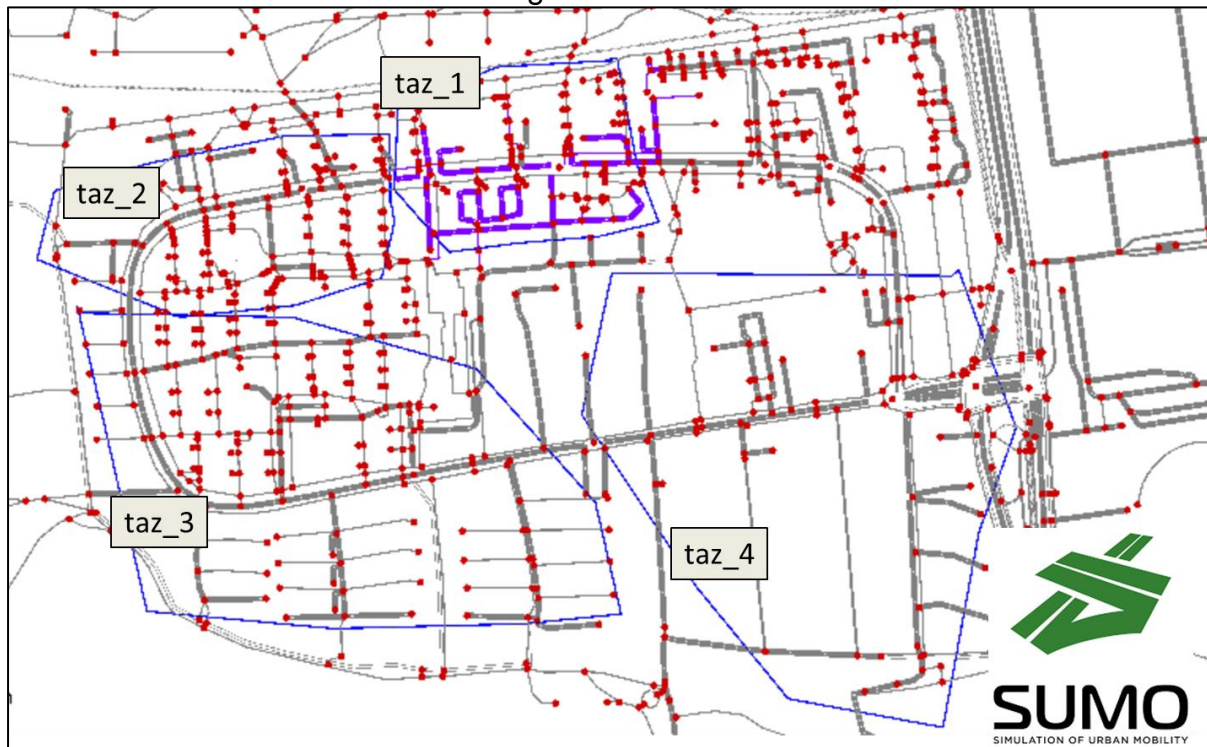 taz_1
taz_2
taz_3
taz_4
SUMO
SIMULATION OF URBAN MOBILITY